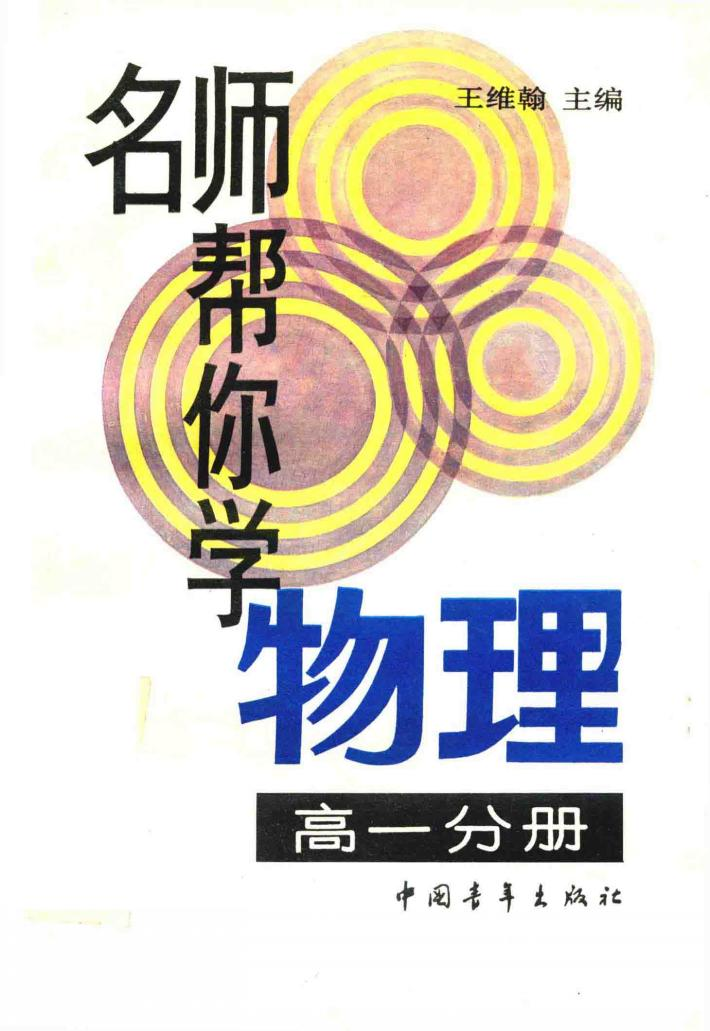 王维翰 主编
名师
帮你学
物理
高一分册
中国青年出版社